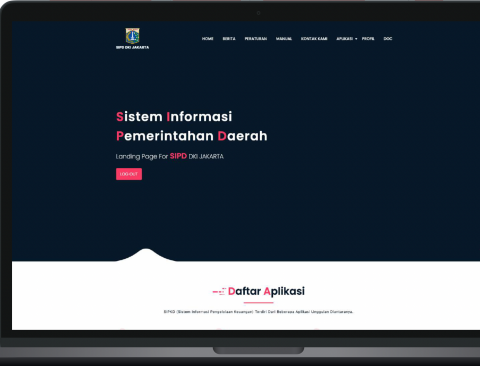 SIPD DKI JAKARTA
HOME BERITA PERATURAN MANUAL KONTAK KAMI APLIKASI PROFIL DOC
Sistem Informasi
Pemerintahan Daerah
Landing Page For SIPD DKI JAKARTA
LOG OUT
Daftar Aplikasi
SIPKD (Sistem Informasi Pengelolaan Keuangan) Terdiri Dari Beberapa Aplikasi Unggulan Diantaranya.